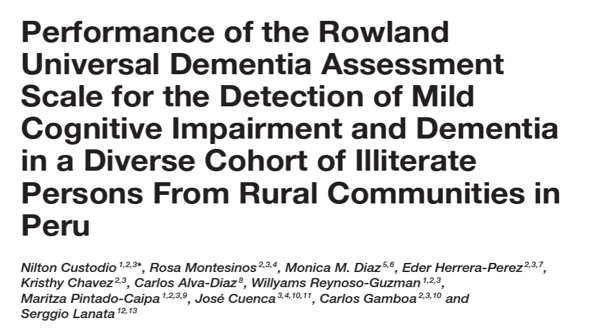 Performance of the Rowland
Universal Dementia Assessment
Scale for the Detection of Mild
Cognitive Impairment and Dementia
in a Diverse Cohort of Illiterate
Persons From Rural Communities in
Peru
Nilton Custodio 1,2,3*, Rosa Montesinos 2,3,4, Monica M. Diaz 5,6, Eder Herrera-Perez 2,3,7,
Kristhy Chavez 2,3, Carlos Alva-Diaz 8, Willyams Reynoso-Guzman 1,2,3,
Maritza Pintado-Caipa 1,2,3,9, José Cuenca 3,4,10,11, Carlos Gamboa 2,3,10 and
Serggio Lanata 12,13